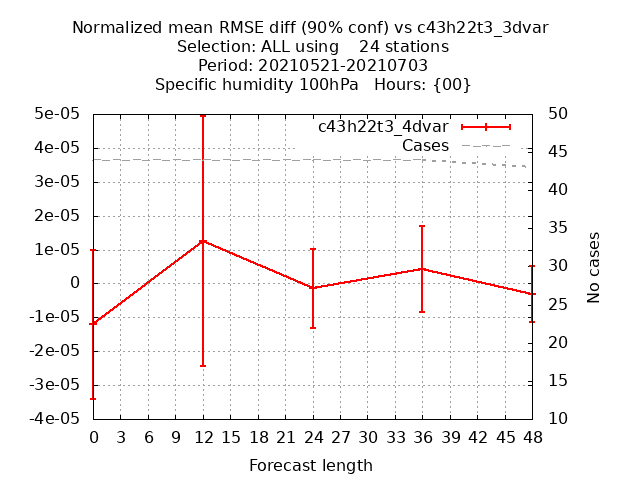 Normalized mean RMSE diff (90% conf) vs c43h22t3_3dvar
Selection: ALL using    24 stations
Period: 20210521-20210703
Specific humidity 100hPa   Hours: {00}
c43h22t3_4dvar
Cases
5e-05
4e-05
3e-05
2e-05
1e-05
0
-1e-05
-2e-05
-3e-05
-4e-05
50
45
40
35
30
25
20
15
10
No cases
0 3 6 9 12 15 18 21 24 27 30 33 36 39 42 45 48
Forecast length